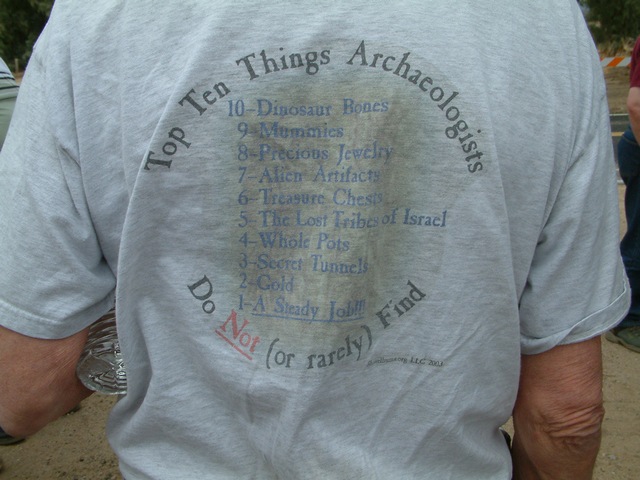 Top Ten Things Archaeologists
10-Dinosaur Bones
9-Mummies
8-Precious Jewelry
7-Alien Artifacts
6-Treasure Chests
5-The Lost Tribes of Israel
4-Whole Pots
3-Secret Tunnels
2-Gold
1-A Steady Job!!!
Do Not (or rarely) Find
LLC 2003